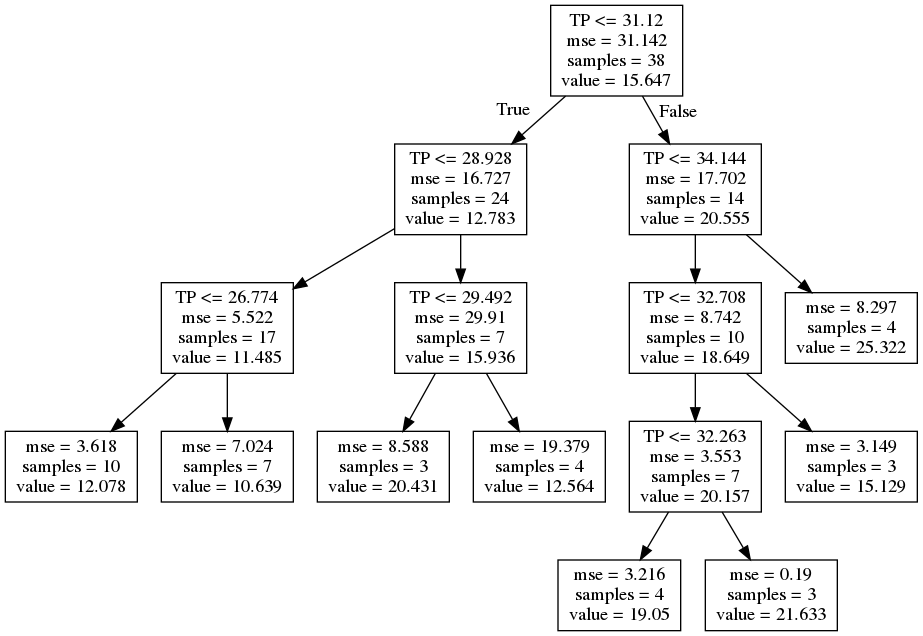 TP <= 31.12
mse = 31.142
samples = 38
value = 15.647
True
False
TP <= 28.928
mse = 16.727
samples = 24
value = 12.783
TP <= 34.144
mse = 17.702
samples = 14
value = 20.555
TP <= 26.774
mse = 5.522
samples = 17
value = 11.485
TP <= 29.492
mse = 29.91
samples = 7
value = 15.936
TP <= 32.708
mse = 8.742
samples = 10
value = 18.649
mse = 8.297
samples = 4
value = 25.322
mse = 3.618
samples = 10
value = 12.078
mse = 7.024
samples = 7
value = 10.639
mse = 8.588
samples = 3
value = 20.431
mse = 19.379
samples = 4
value = 12.564
TP <= 32.263
mse = 3.553
samples = 7
value = 20.157
mse = 3.149
samples = 3
value = 15.129
mse = 3.216
samples = 4
value = 19.05
mse = 0.19
samples = 3
value = 21.633